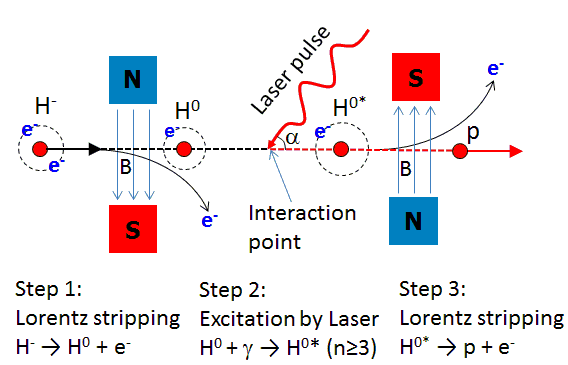 Laser pulse
N
S
H⁻
H⁰
H⁰*
e⁻
e⁻
e⁻
e⁻
e⁻
α
p
B
B
e⁻
S
N
Interaction
point
Step 1:
Lorentz stripping
H⁻ → H⁰ + e⁻
Step 2:
Excitation by Laser
H⁰ + γ → H⁰* (n≥3)
Step 3:
Lorentz stripping
H⁰* → p + e⁻